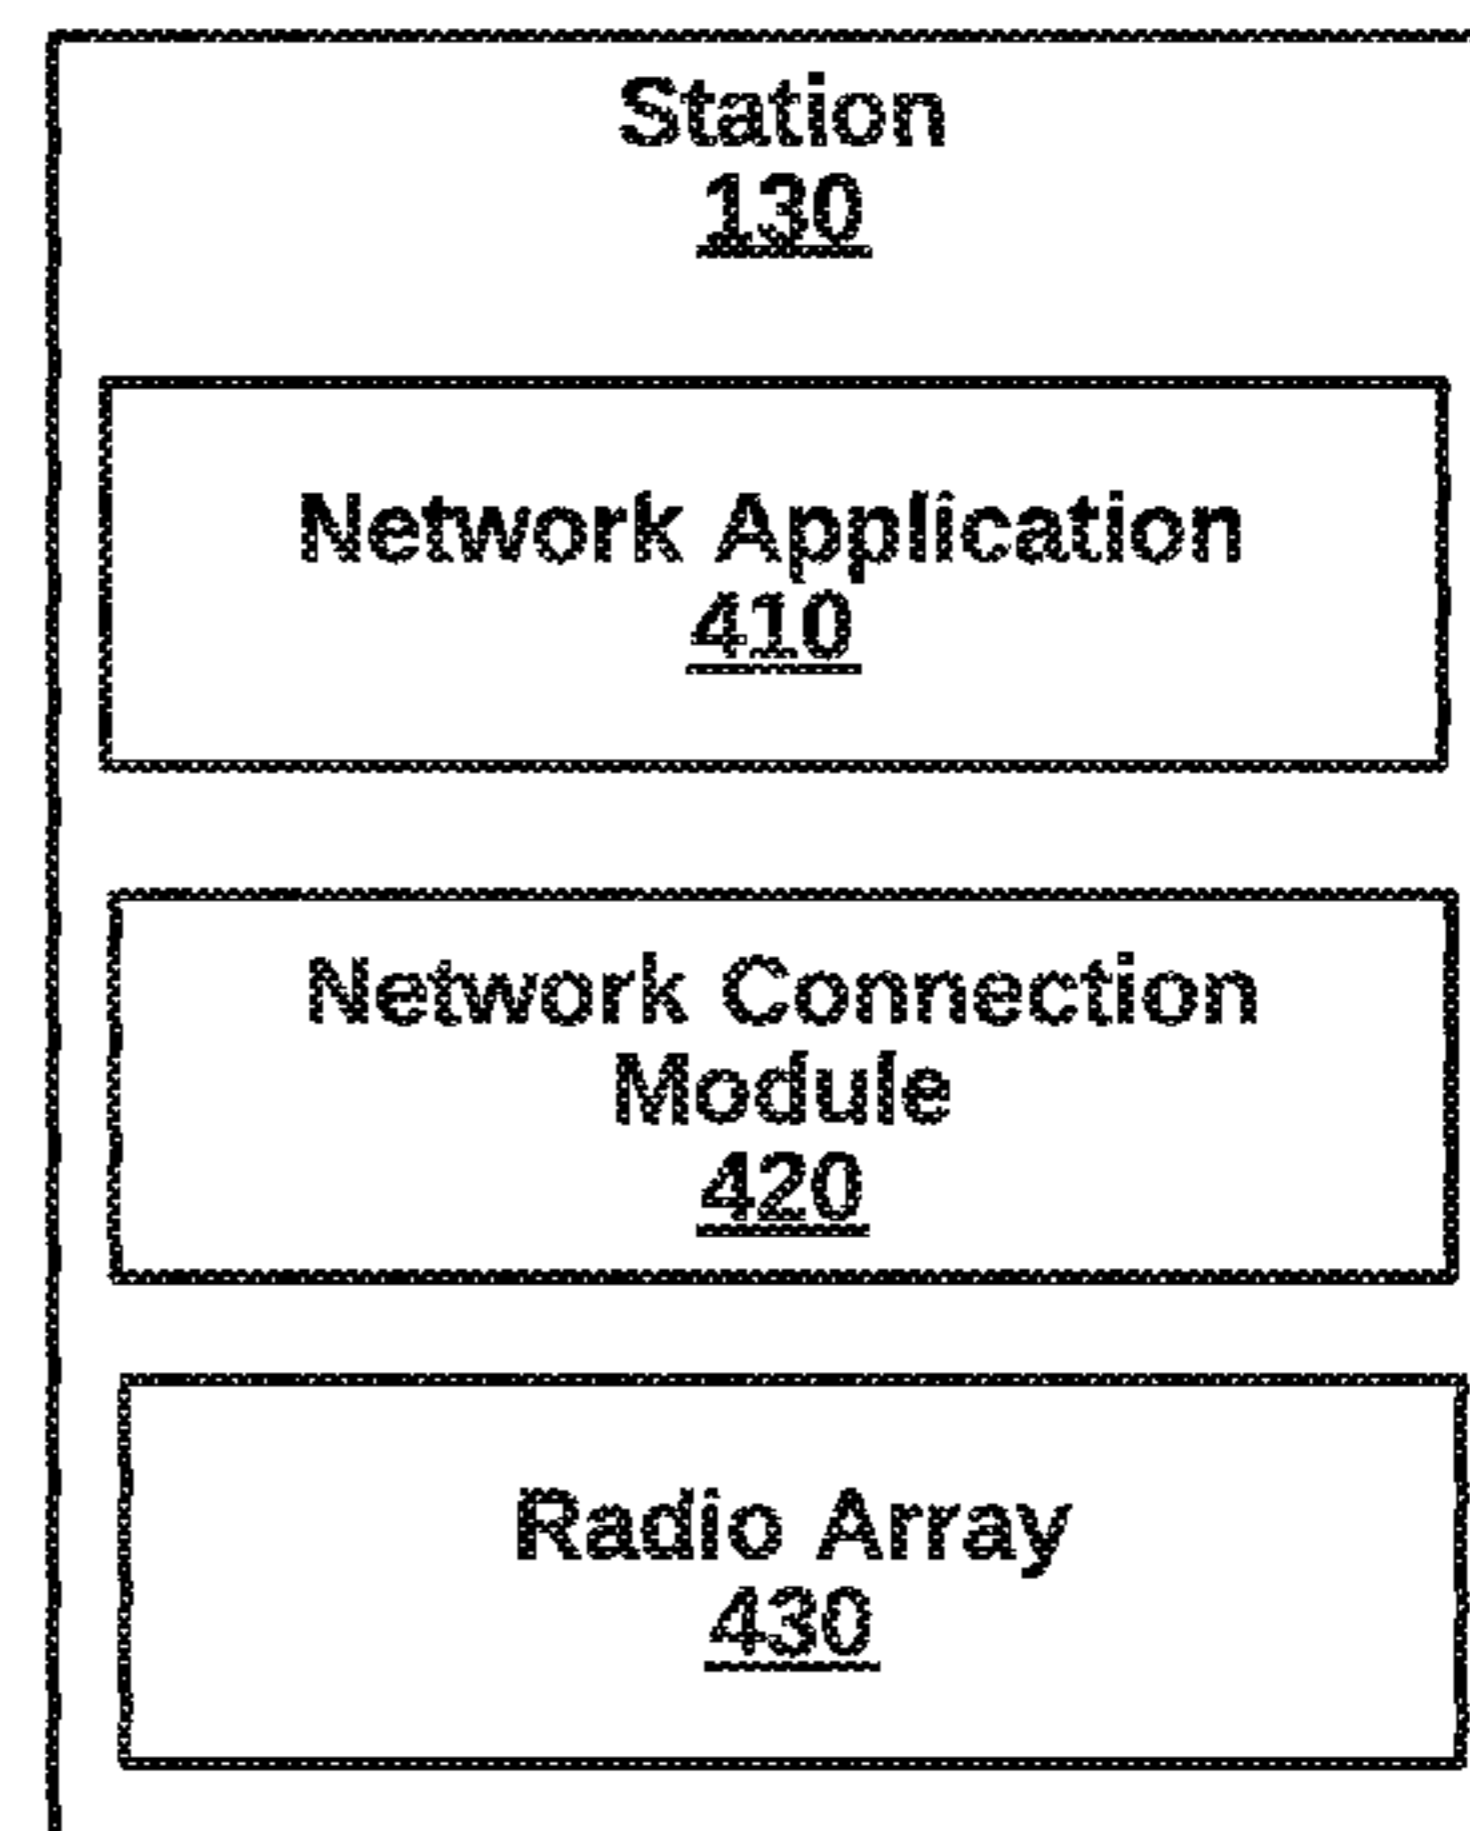 Station
130
Network Application
410
Network Connection
Module
420
Radio Array
430